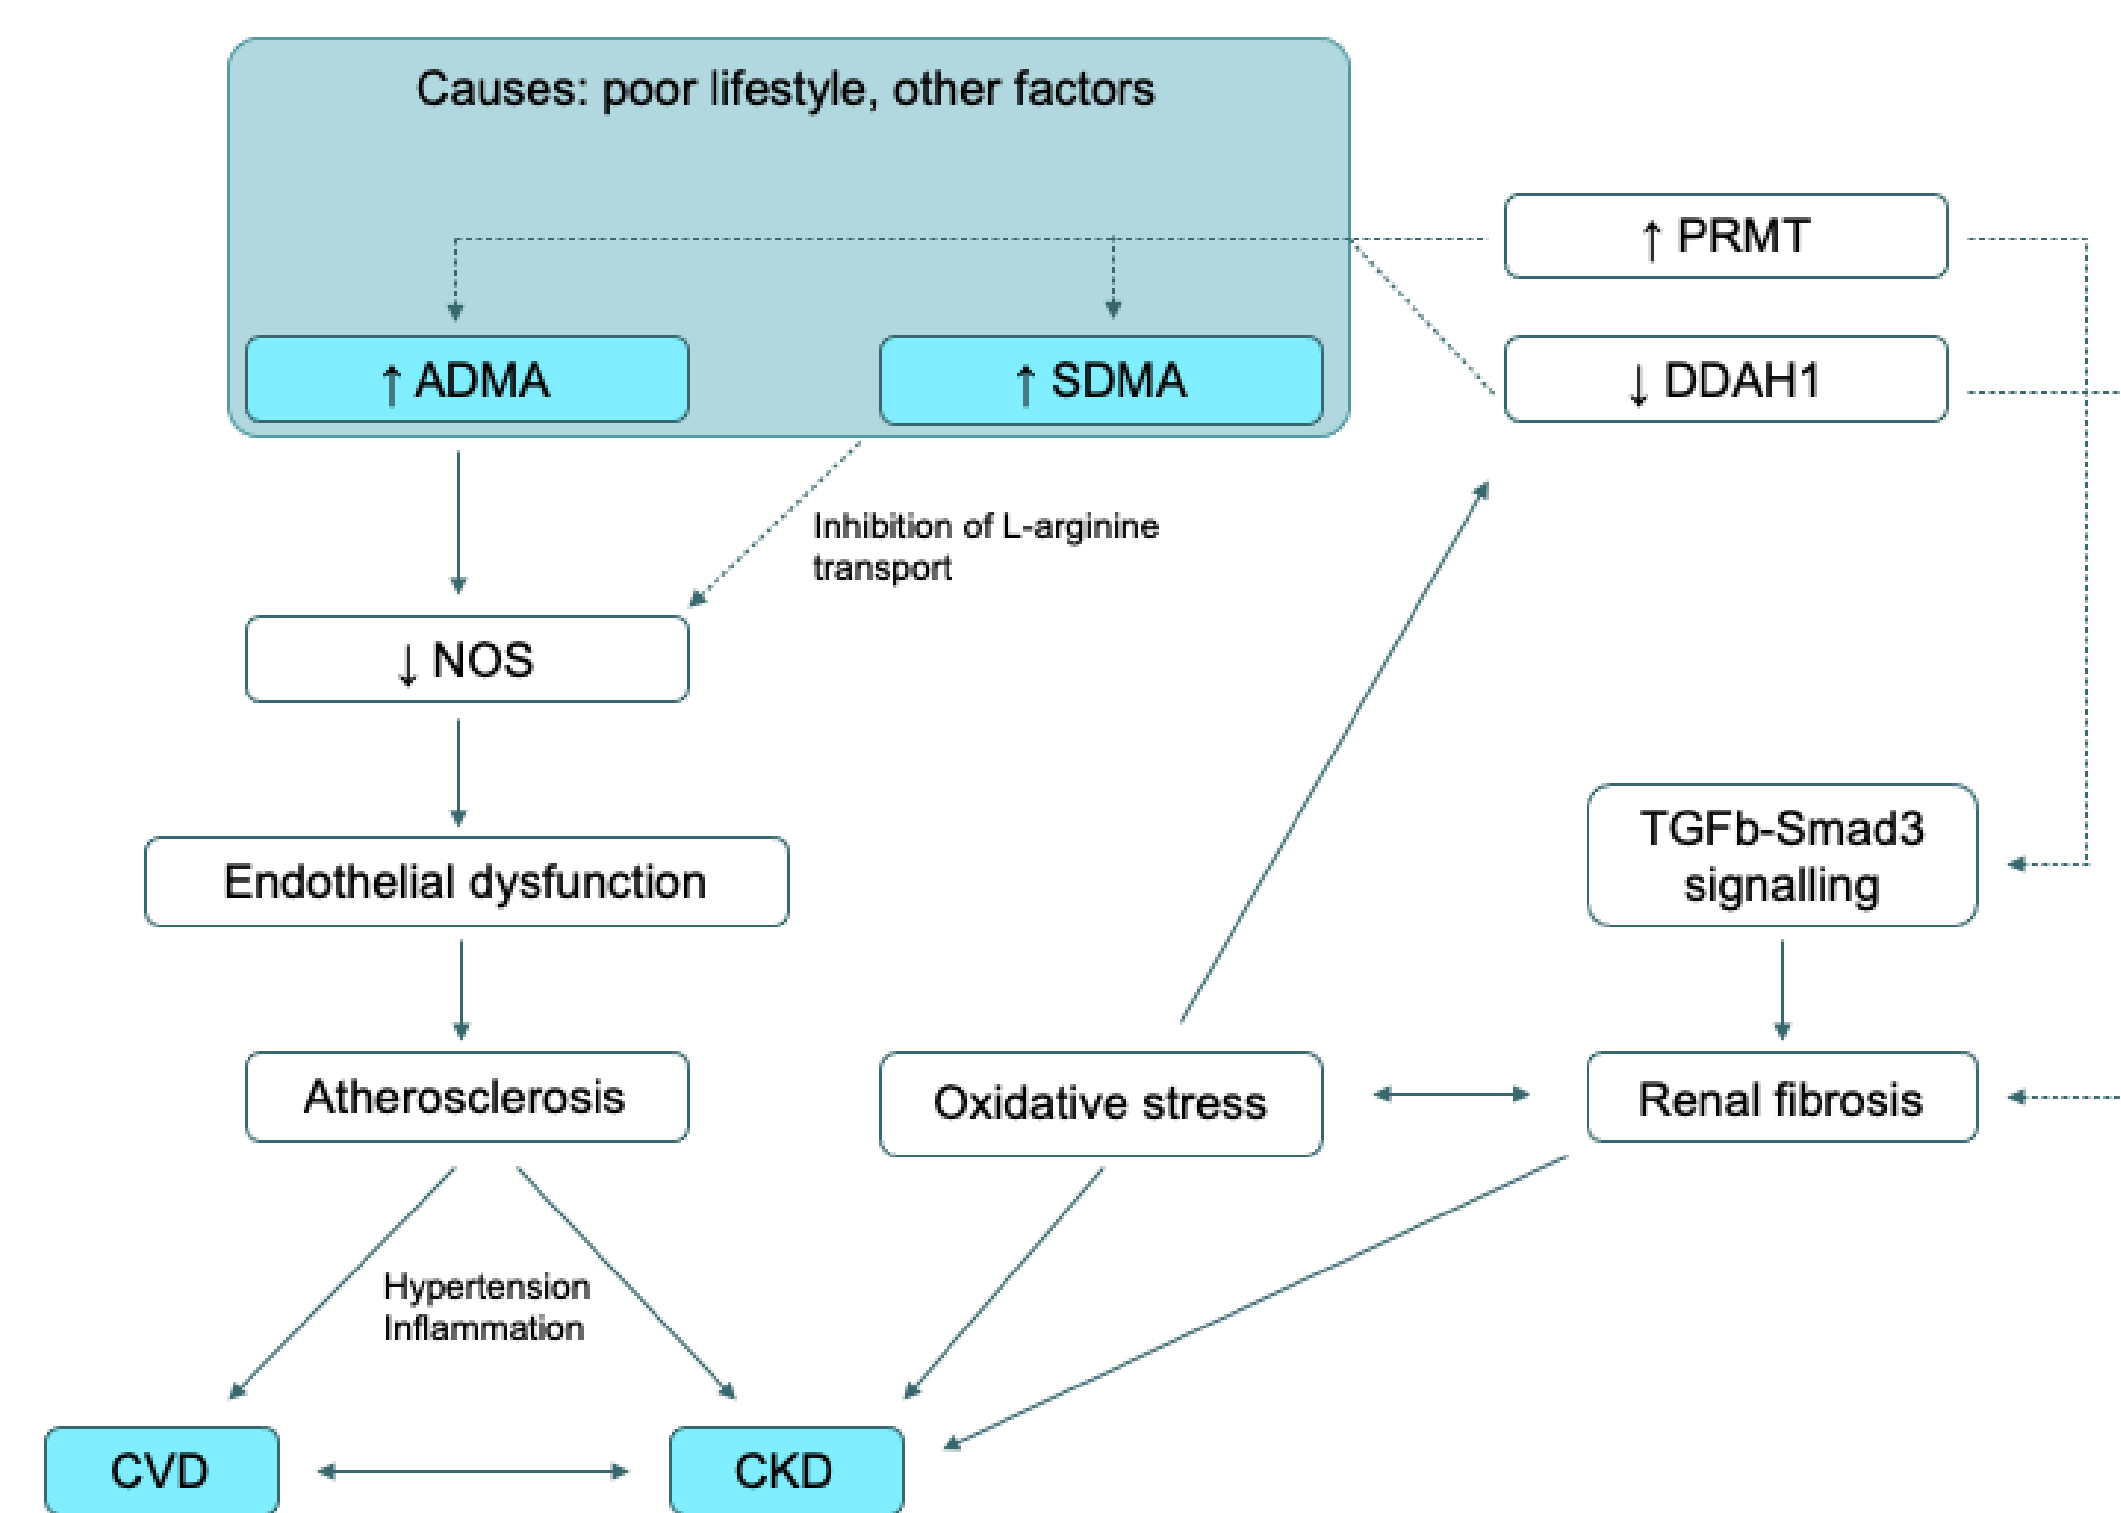 Causes: poor lifestyle, other factors
↑ PRMT
↑ ADMA
↑ SDMA
↓ DDAH1
Inhibition of L-arginine
transport
↓ NOS
TGFb-Smad3
signalling
Endothelial dysfunction
Atherosclerosis
Oxidative stress
Renal fibrosis
Hypertension
Inflammation
CVD
CKD